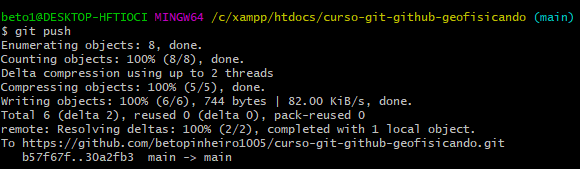 beto1@DESKTOP-HFTIOCI MINGW64 /c/xampp/htdocs/curso-git-github-geofisicando (main)
$ git push
Enumerating objects: 8, done.
Counting objects: 100% (8/8), done.
Delta compression using up to 2 threads
Compressing objects: 100% (5/5), done.
Writing objects: 100% (6/6), 744 bytes | 82.00 KiB/s, done.
Total 6 (delta 2), reused 0 (delta 0), pack-reused 0
remote: Resolving deltas: 100% (2/2), completed with 1 local object.
To https://github.com/betopinheiro1005/curso-git-github-geofisicando.git
   b57f67f..30a2fb3  main -> main